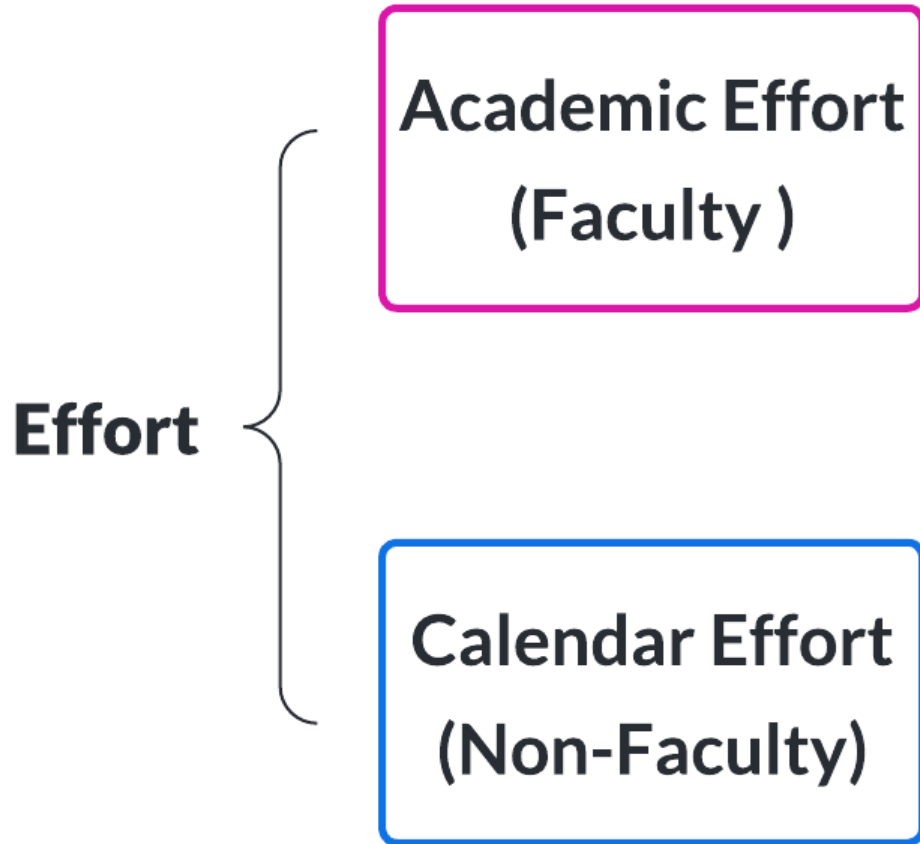 Academic Effort
(Faculty )
Effort
Calendar Effort
(Non-Faculty)